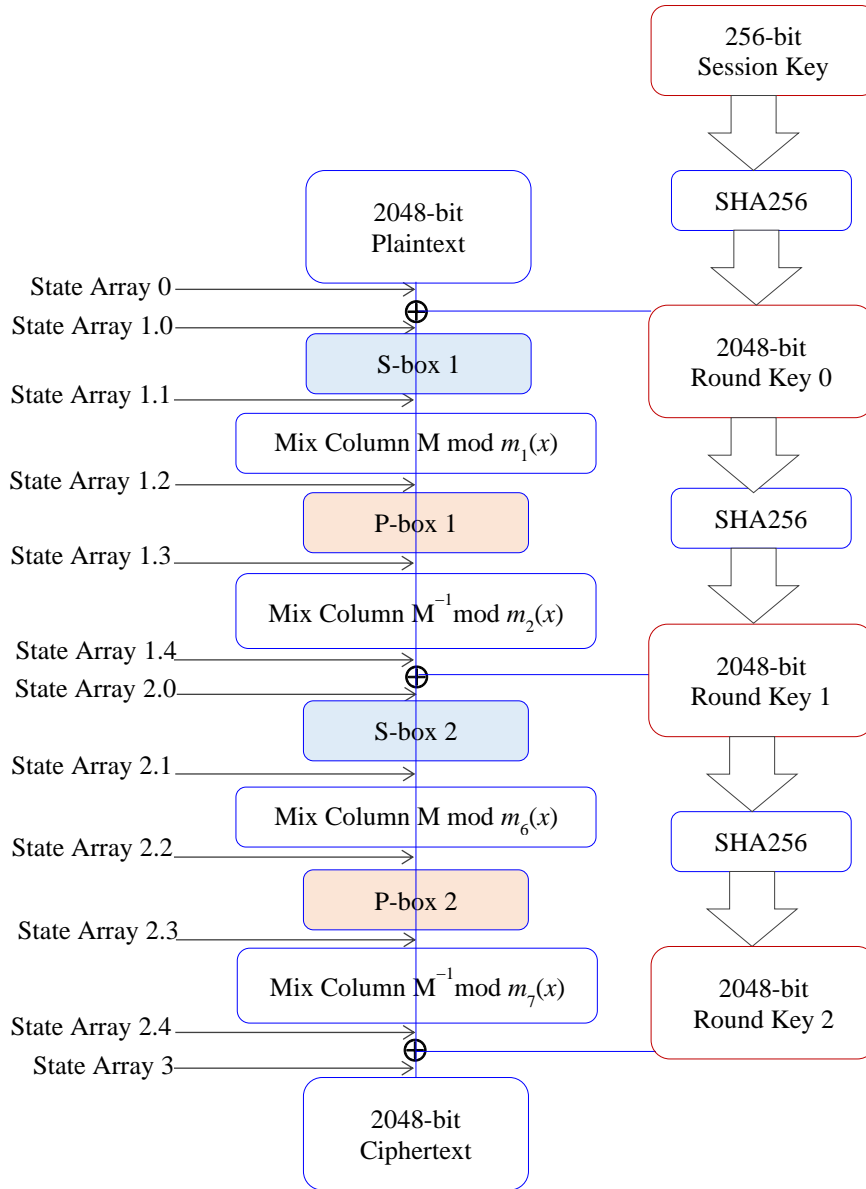 256-bit
Session Key
SHA256
2048-bit
Plaintext
State Array 0
State Array 1.0
2048-bit
Round Key 0
S-box 1
State Array 1.1
Mix Column M mod m₁(x)
State Array 1.2
P-box 1
SHA256
State Array 1.3
Mix Column M⁻¹ mod m₂(x)
State Array 1.4
State Array 2.0
2048-bit
Round Key 1
S-box 2
State Array 2.1
Mix Column M mod m₆(x)
State Array 2.2
SHA256
P-box 2
State Array 2.3
Mix Column M⁻¹ mod m₇(x)
2048-bit
Round Key 2
State Array 2.4
State Array 3
2048-bit
Ciphertext